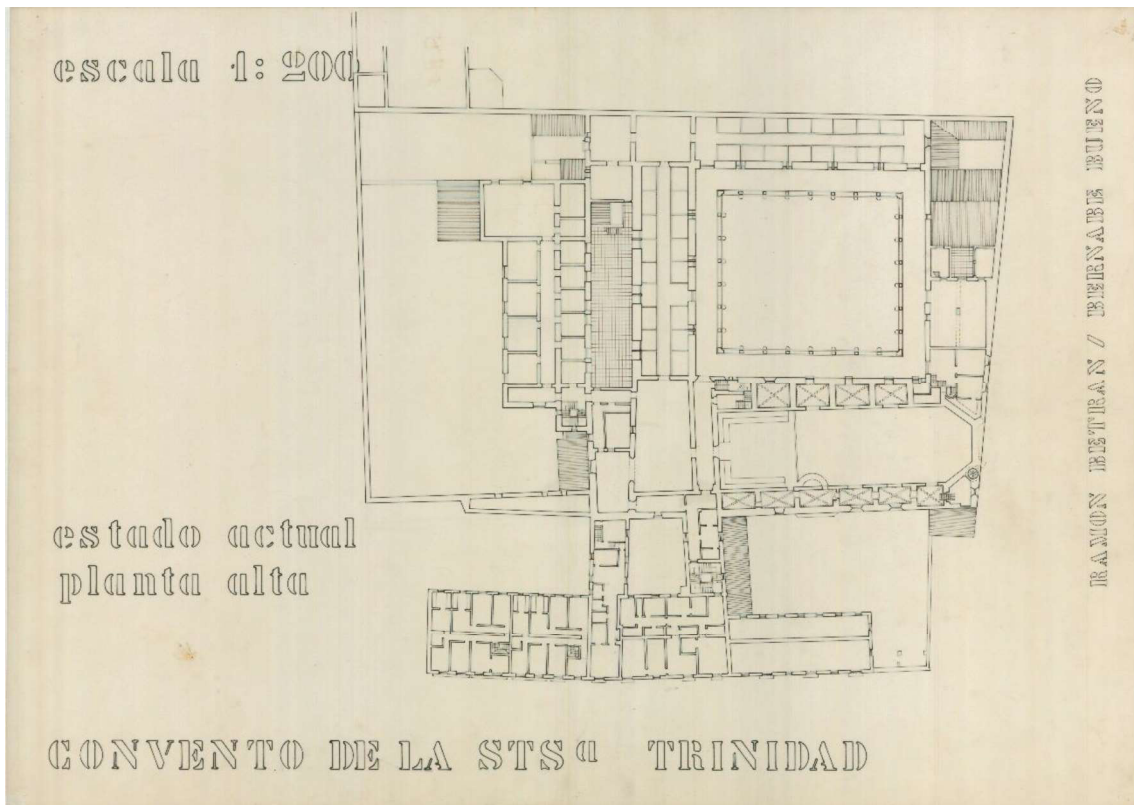 escala 1:200
estado actual
planta alta
CONVENTO DE LA STSª TRINIDAD
RAMON BETRAN / BERNABE BUENO